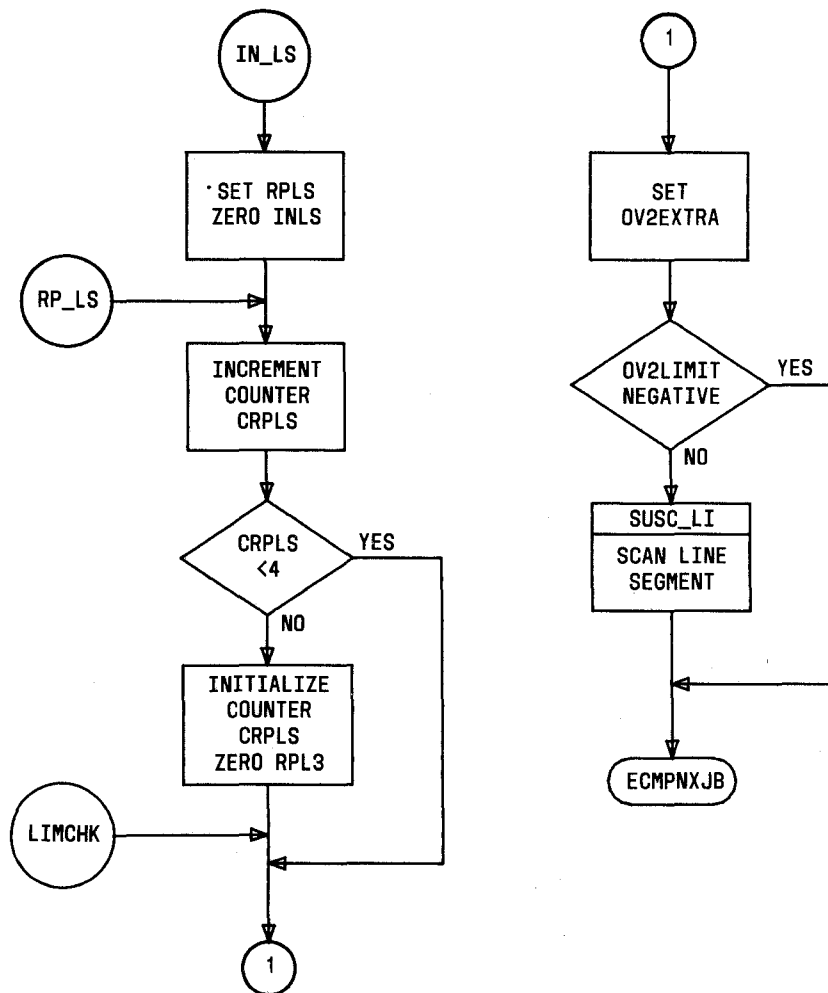 IN_LS
SET RPLS
ZERO INLS
RP_LS
INCREMENT
COUNTER
CRPLS
CRPLS
<4
YES
NO
INITIALIZE
COUNTER
CRPLS
ZERO RPL3
LIMCHK
1
1
SET
OV2EXTRA
OV2LIMIT
NEGATIVE
YES
NO
SUSC_LI
SCAN LINE
SEGMENT
ECMPNXJB